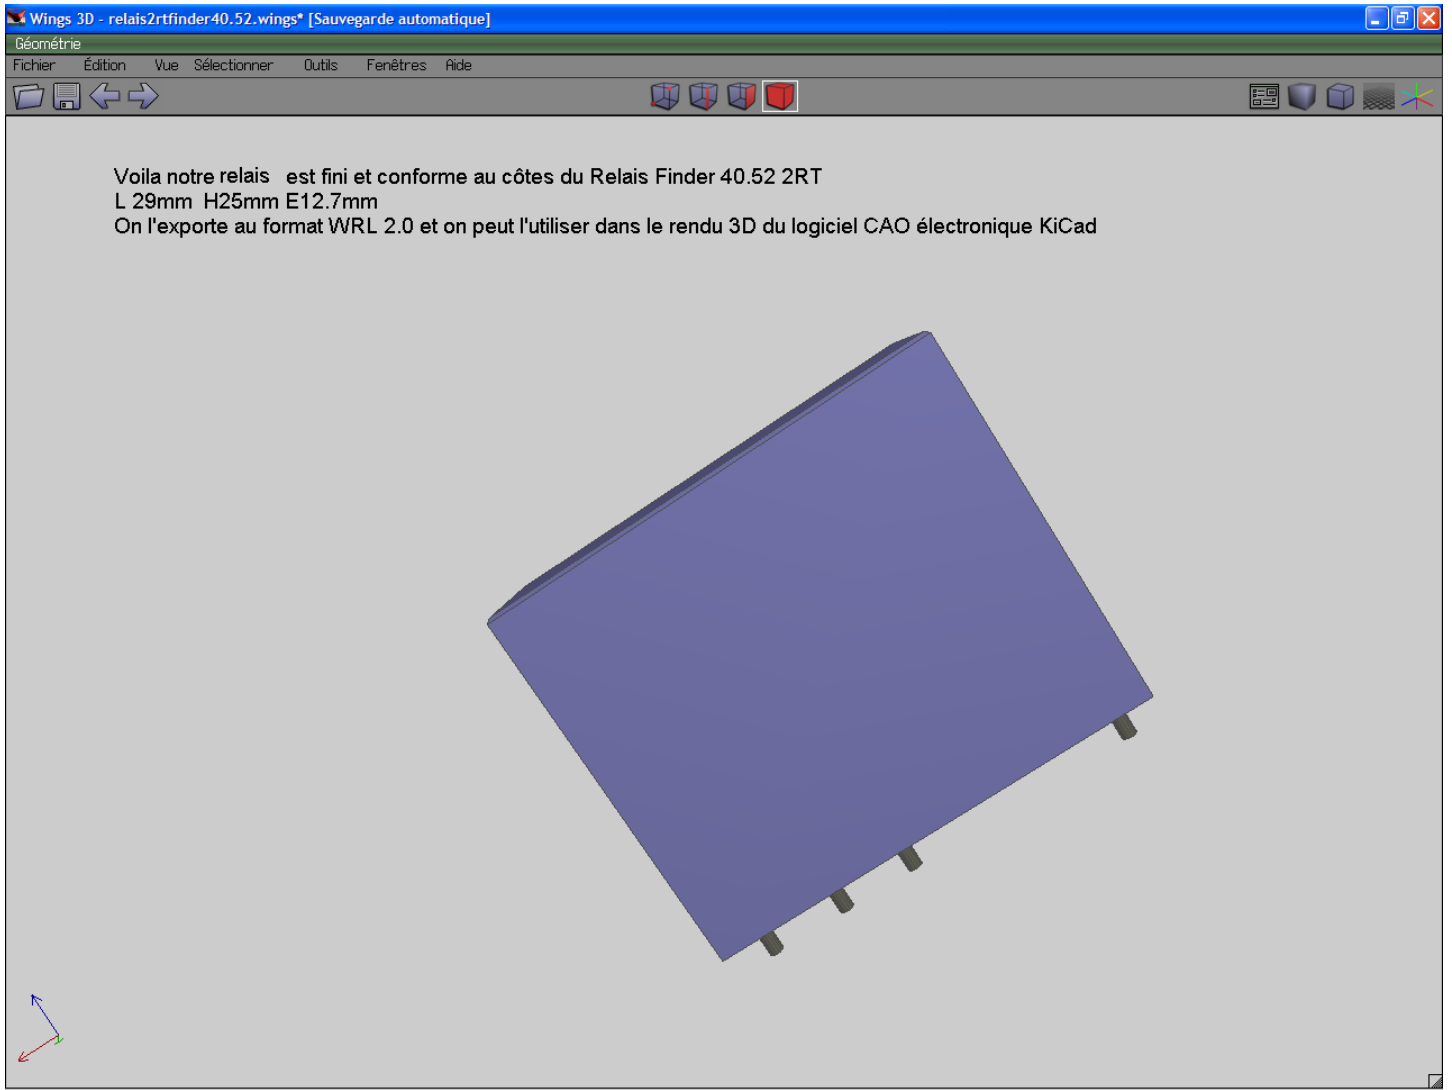 Wings 3D - relais2rtfinder40.52.wings* [Sauvegarde automatique]
Géométrie
Fichier Édition Vue Sélectionner Outils Fenêtres Aide
Voila notre relais est fini et conforme au côtes du Relais Finder 40.52 2RT
L 29mm H25mm E12.7mm
On l'exporte au format WRL 2.0 et on peut l'utiliser dans le rendu 3D du logiciel CAO électronique KiCad